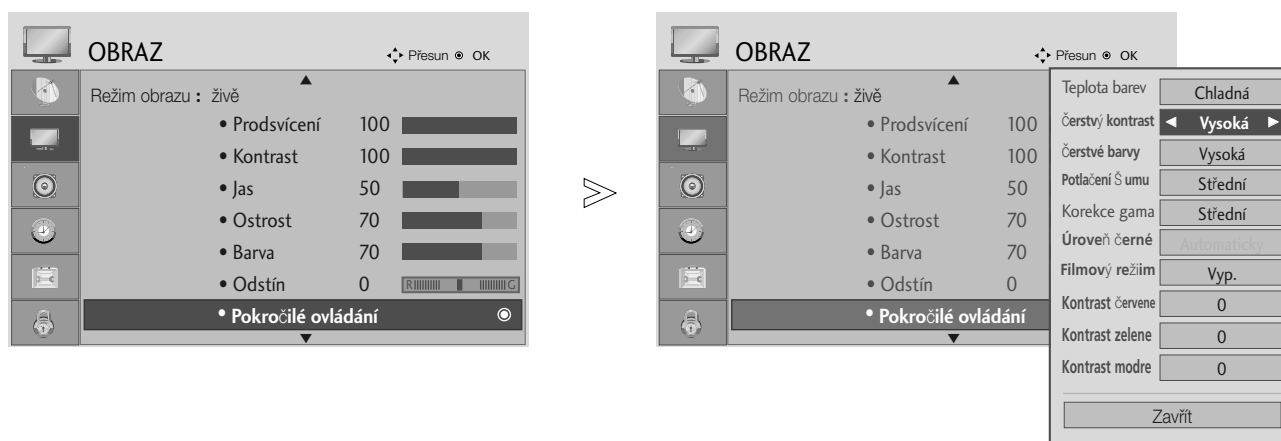 OBRAZ
Přesun OK
Režim obrazu : živě
• Prodsvícení 100
• Kontrast 100
• Jas 50
• Ostrost 70
• Barva 70
• Odstín 0 R G
• Pokročilé ovládání
OBRAZ
Přesun OK
Režim obrazu : živě
• Prodsvícení 100
• Kontrast 100
• Jas 50
• Ostrost 70
• Barva 70
• Odstín 0
• Pokročilé ovládání
Teplota barev Chladná
Čerstvý kontrast Vysoká
Čerstvé barvy Vysoká
Potlačení Š umu Střední
Korekce gama Střední
Úroveň černé Automaticky
Filmový režiim Vyp.
Kontrast červene 0
Kontrast zelene 0
Kontrast modre 0
Zavřít